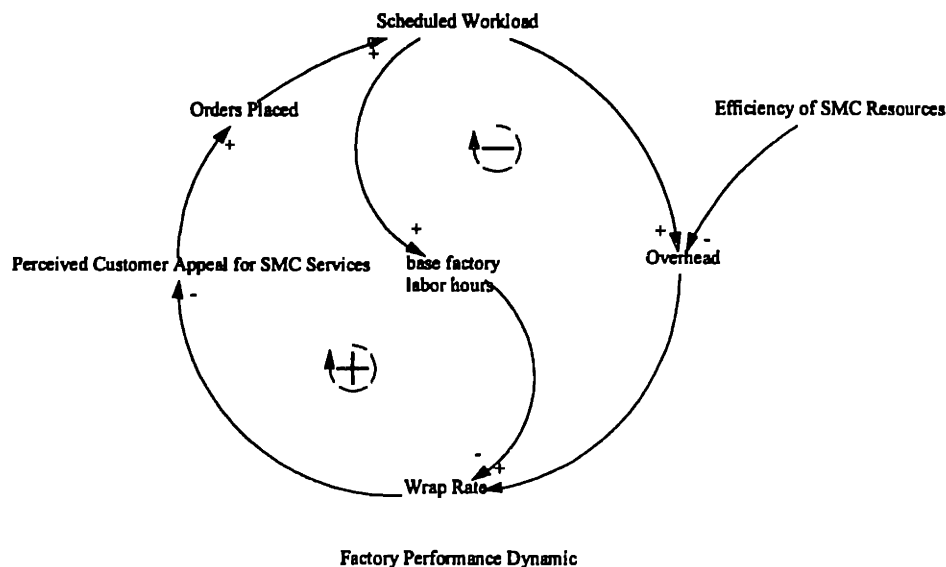 Scheduled Workload
+
+
Orders Placed
+
Efficiency of SMC Resources
−
+
+ -
Perceived Customer Appeal for SMC Services
base factory
labor hours
Overhead
-
+
- +
Wrap Rate
Factory Performance Dynamic